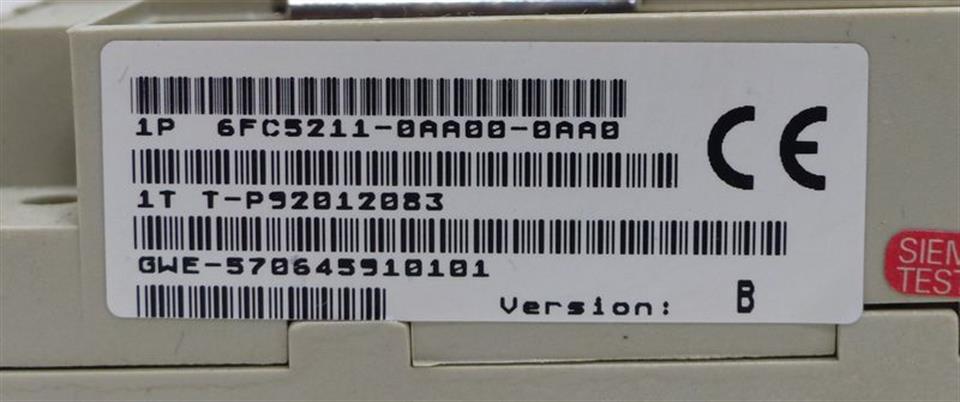 1P 6FC5211-0AA00-0AA0
1T T-P92012083
GWE-570645910101
Version: B
CE
SIEM
TEST